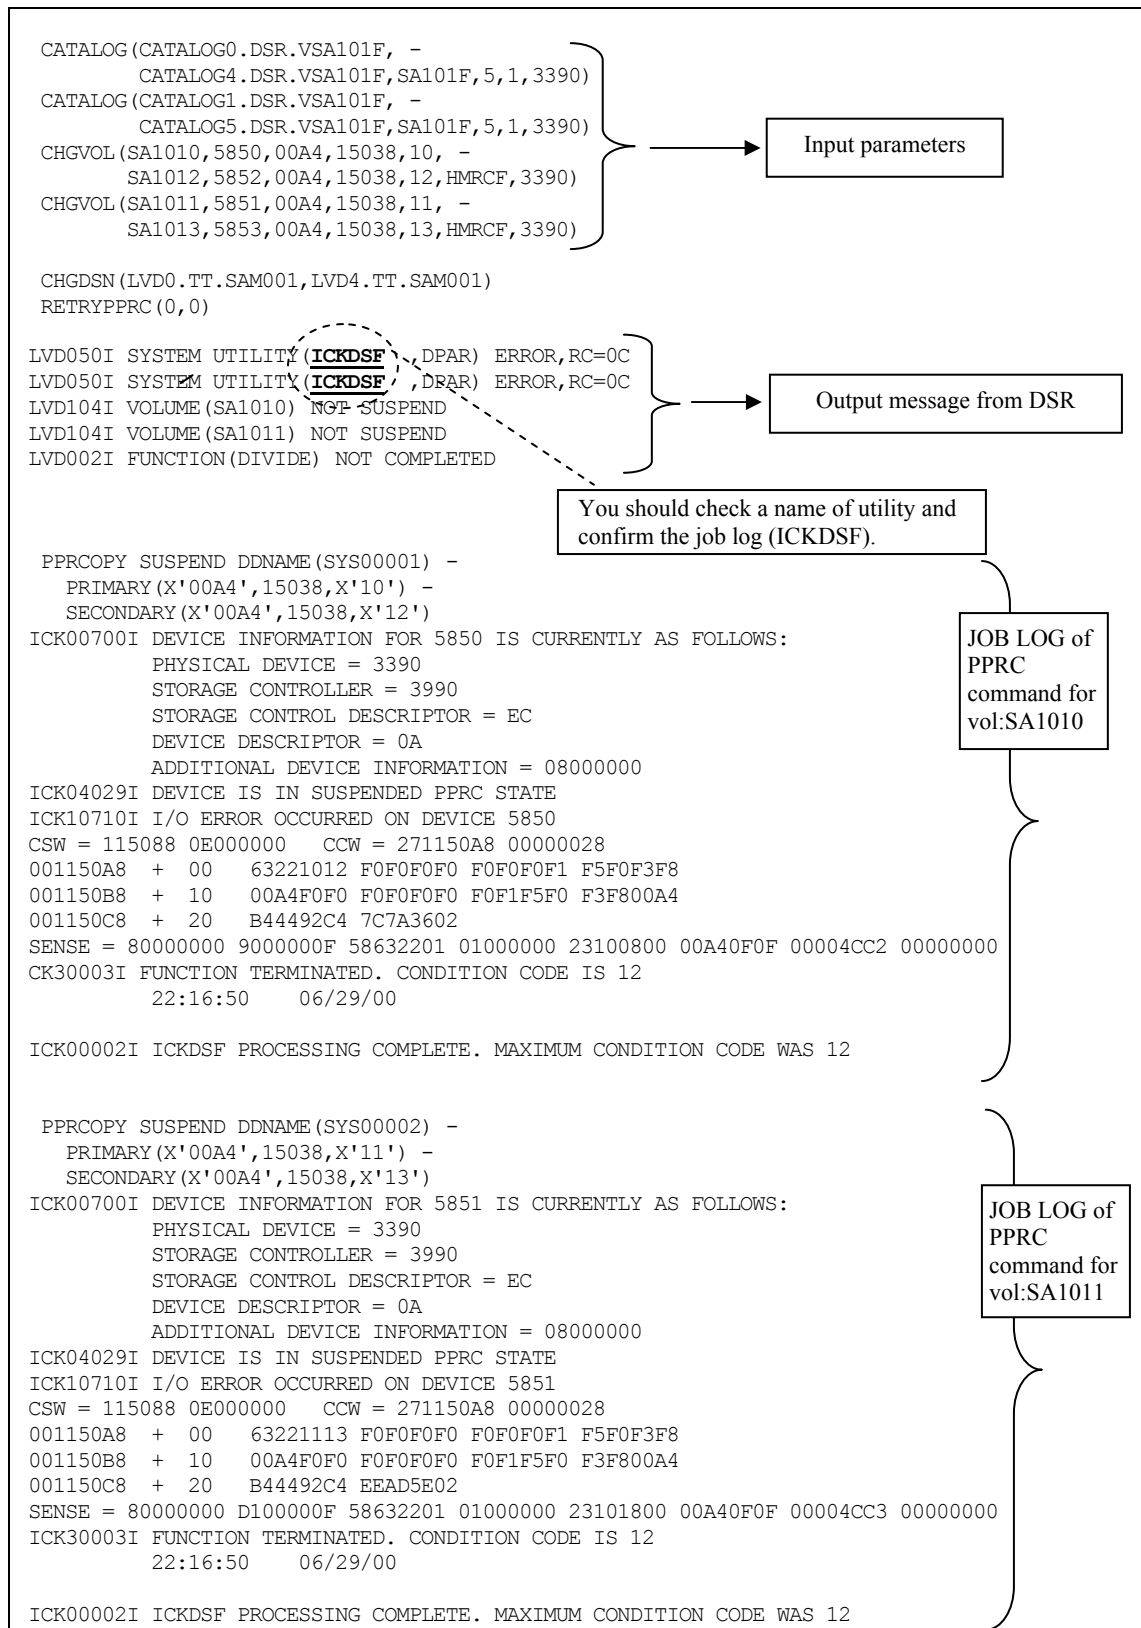 CATALOG(CATALOG0.DSR.VSA101F, -
CATALOG4.DSR.VSA101F,SA101F,5,1,3390)
CATALOG(CATALOG1.DSR.VSA101F, -
CATALOG5.DSR.VSA101F,SA101F,5,1,3390)
CHGVOL(SA1010,5850,00A4,15038,10, -
SA1012,5852,00A4,15038,12,HMRCF,3390)
CHGVOL(SA1011,5851,00A4,15038,11, -
SA1013,5853,00A4,15038,13,HMRCF,3390)
Input parameters
CHGDSN(LVD0.TT.SAM001,LVD4.TT.SAM001)
RETRYPPRC(0,0)
LVD050I SYSTEM UTILITY(ICKDSF  ,DPAR) ERROR,RC=0C
LVD050I SYSTEM UTILITY(ICKDSF  ,DPAR) ERROR,RC=0C
LVD104I VOLUME(SA1010) NOT SUSPEND
LVD104I VOLUME(SA1011) NOT SUSPEND
LVD002I FUNCTION(DIVIDE) NOT COMPLETED
Output message from DSR
You should check a name of utility and
confirm the job log (ICKDSF).
PPRCOPY SUSPEND DDNAME(SYS00001) -
PRIMARY(X'00A4',15038,X'10') -
SECONDARY(X'00A4',15038,X'12')
ICK00700I DEVICE INFORMATION FOR 5850 IS CURRENTLY AS FOLLOWS:
PHYSICAL DEVICE = 3390
STORAGE CONTROLLER = 3990
STORAGE CONTROL DESCRIPTOR = EC
DEVICE DESCRIPTOR = 0A
ADDITIONAL DEVICE INFORMATION = 08000000
ICK04029I DEVICE IS IN SUSPENDED PPRC STATE
ICK10710I I/O ERROR OCCURRED ON DEVICE 5850
CSW = 115088 0E000000   CCW = 271150A8 00000028
001150A8  +  00   63221012 F0F0F0F0 F0F0F0F1 F5F0F3F8
001150B8  +  10   00A4F0F0 F0F0F0F0 F0F1F5F0 F3F800A4
001150C8  +  20   B44492C4 7C7A3602
SENSE = 80000000 9000000F 58632201 01000000 23100800 00A40F0F 00004CC2 00000000
CK30003I FUNCTION TERMINATED. CONDITION CODE IS 12
22:16:50    06/29/00
ICK00002I ICKDSF PROCESSING COMPLETE. MAXIMUM CONDITION CODE WAS 12
JOB LOG of
PPRC
command for
vol:SA1010
PPRCOPY SUSPEND DDNAME(SYS00002) -
PRIMARY(X'00A4',15038,X'11') -
SECONDARY(X'00A4',15038,X'13')
ICK00700I DEVICE INFORMATION FOR 5851 IS CURRENTLY AS FOLLOWS:
PHYSICAL DEVICE = 3390
STORAGE CONTROLLER = 3990
STORAGE CONTROL DESCRIPTOR = EC
DEVICE DESCRIPTOR = 0A
ADDITIONAL DEVICE INFORMATION = 08000000
ICK04029I DEVICE IS IN SUSPENDED PPRC STATE
ICK10710I I/O ERROR OCCURRED ON DEVICE 5851
CSW = 115088 0E000000   CCW = 271150A8 00000028
001150A8  +  00   63221113 F0F0F0F0 F0F0F0F1 F5F0F3F8
001150B8  +  10   00A4F0F0 F0F0F0F0 F0F1F5F0 F3F800A4
001150C8  +  20   B44492C4 EEAD5E02
SENSE = 80000000 D100000F 58632201 01000000 23101800 00A40F0F 00004CC3 00000000
ICK30003I FUNCTION TERMINATED. CONDITION CODE IS 12
22:16:50    06/29/00
ICK00002I ICKDSF PROCESSING COMPLETE. MAXIMUM CONDITION CODE WAS 12
JOB LOG of
PPRC
command for
vol:SA1011